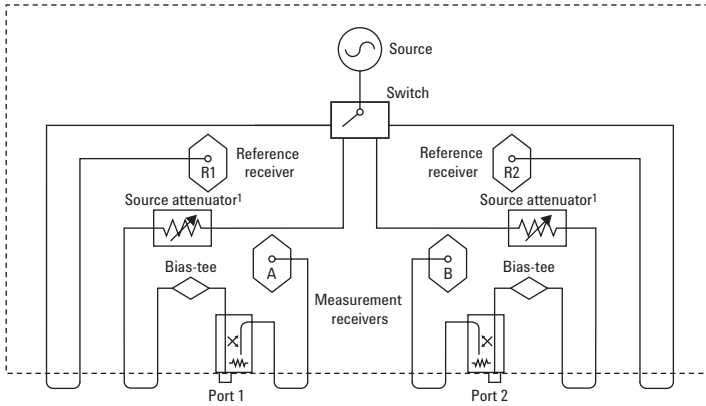 Source
Switch
Reference
receiver
R1
Reference
receiver
R2
Source attenuator¹
Source attenuator¹
Bias-tee
A
Measurement
receivers
B
Bias-tee
Port 1
Port 2